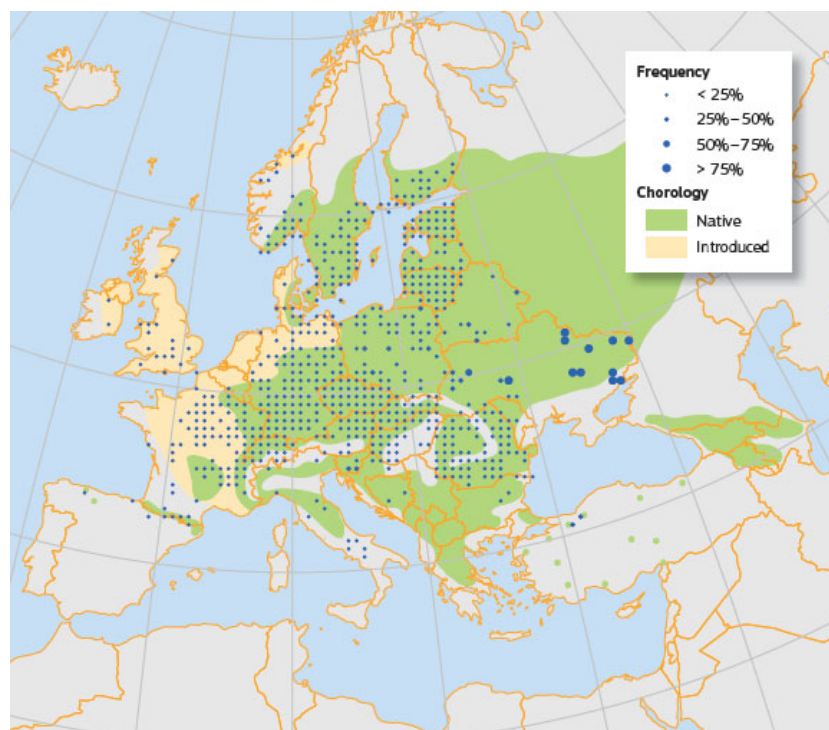 Frequency
< 25%
25%–50%
50%–75%
> 75%
Chorology
Native
Introduced